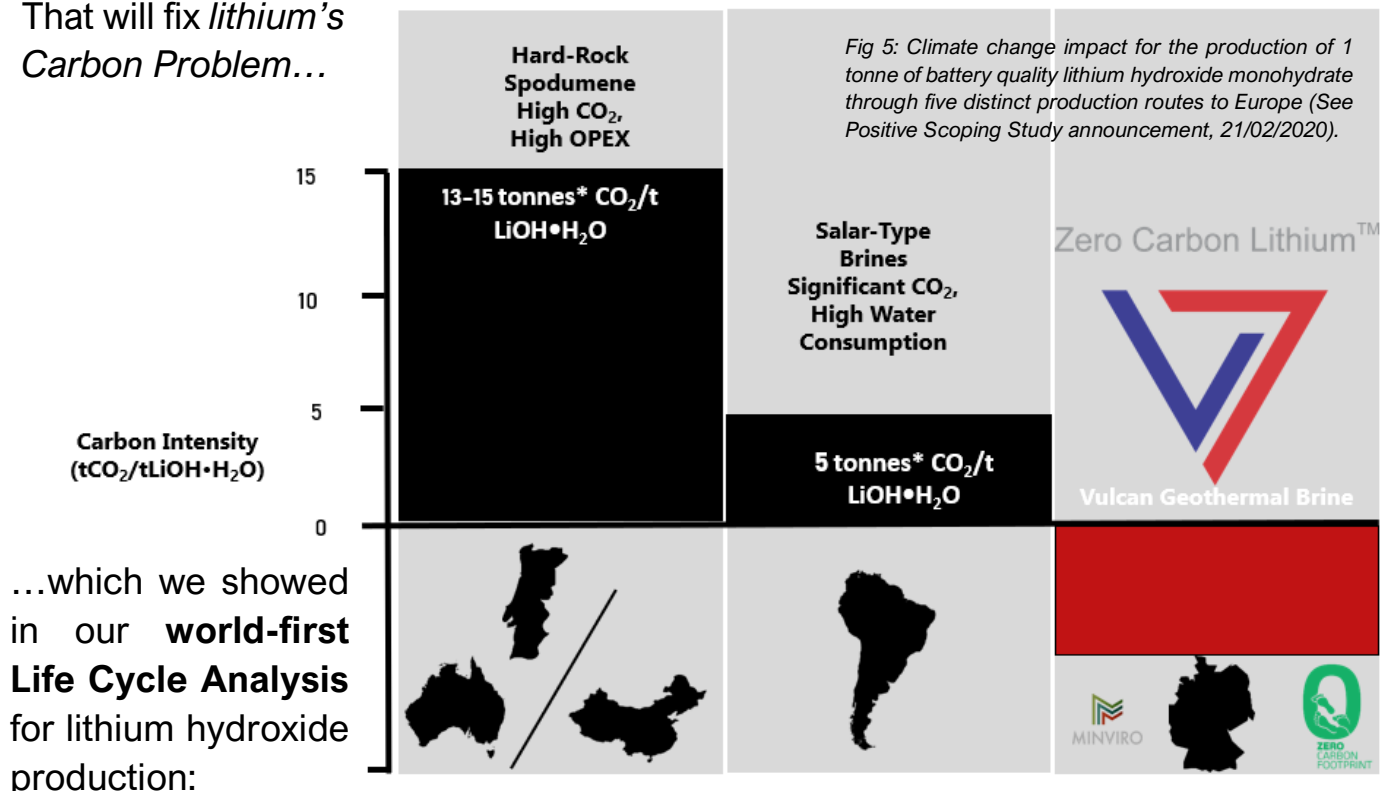 That will fix lithium's
Carbon Problem…
Hard-Rock
Spodumene
High CO₂,
High OPEX
Fig 5: Climate change impact for the production of 1
tonne of battery quality lithium hydroxide monohydrate
through five distinct production routes to Europe (See
Positive Scoping Study announcement, 21/02/2020).
15
10
5
0
Carbon Intensity
(tCO₂/tLiOH•H₂O)
13–15 tonnes* CO₂/t
LiOH•H₂O
Salar-Type
Brines
Significant CO₂,
High Water
Consumption
5 tonnes* CO₂/t
LiOH•H₂O
Zero Carbon Lithium™
Vulcan Geothermal Brine
MINVIRO
ZERO
CARBON
FOOTPRINT
…which we showed
in our world-first
Life Cycle Analysis
for lithium hydroxide
production: